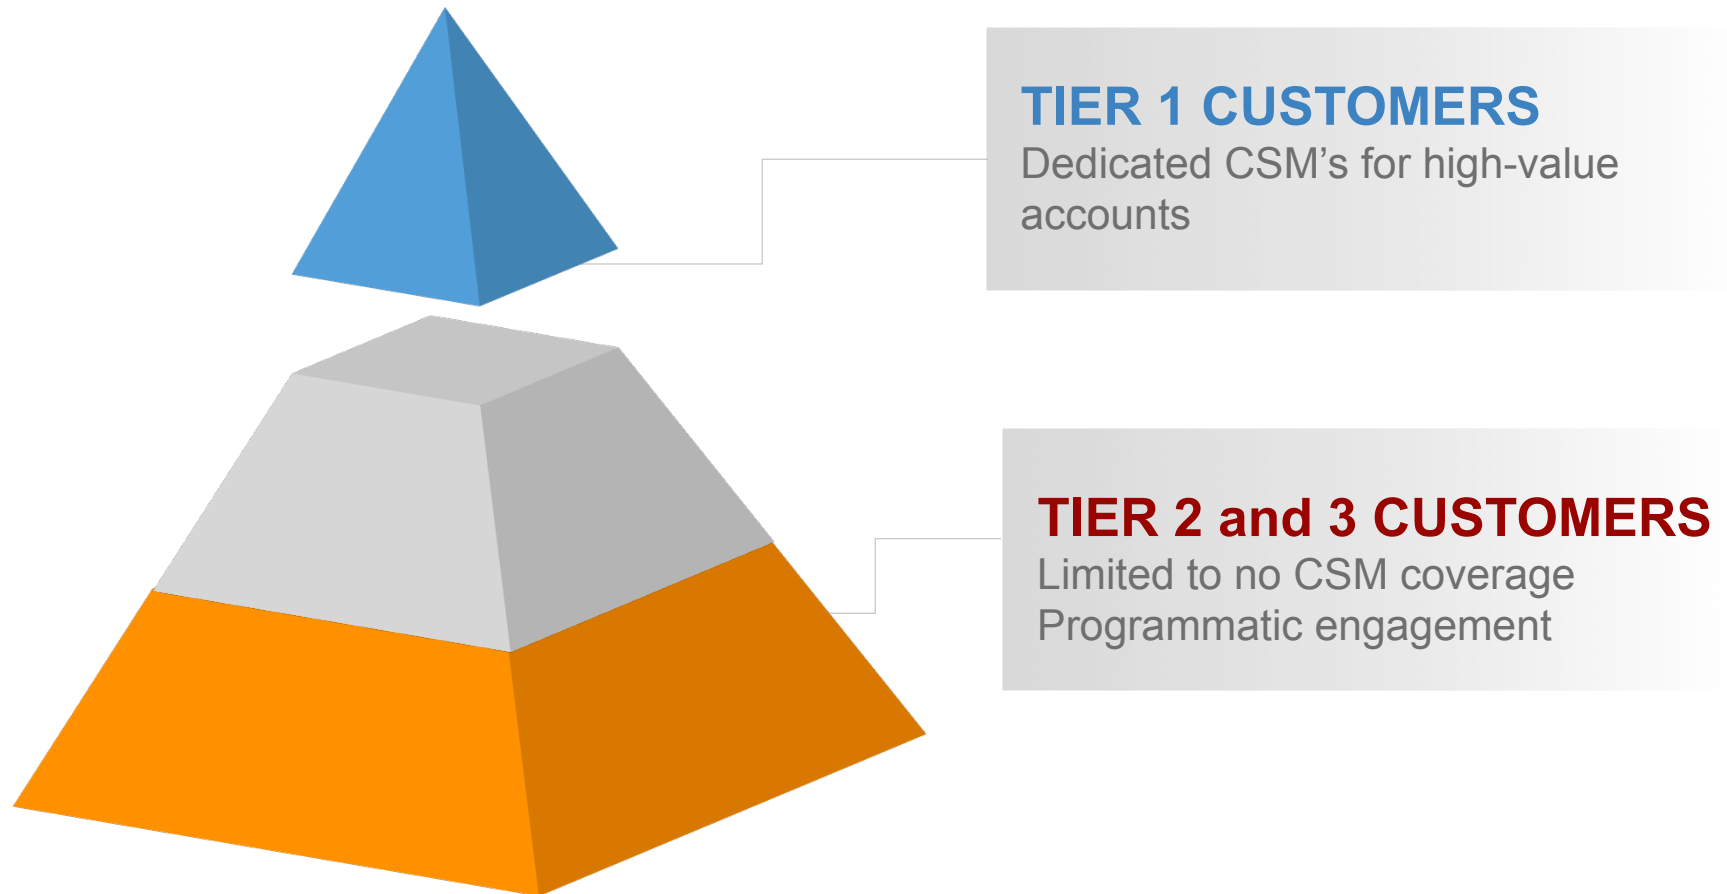 TIER 1 CUSTOMERS
Dedicated CSM’s for high-value
accounts
TIER 2 and 3 CUSTOMERS
Limited to no CSM coverage
Programmatic engagement